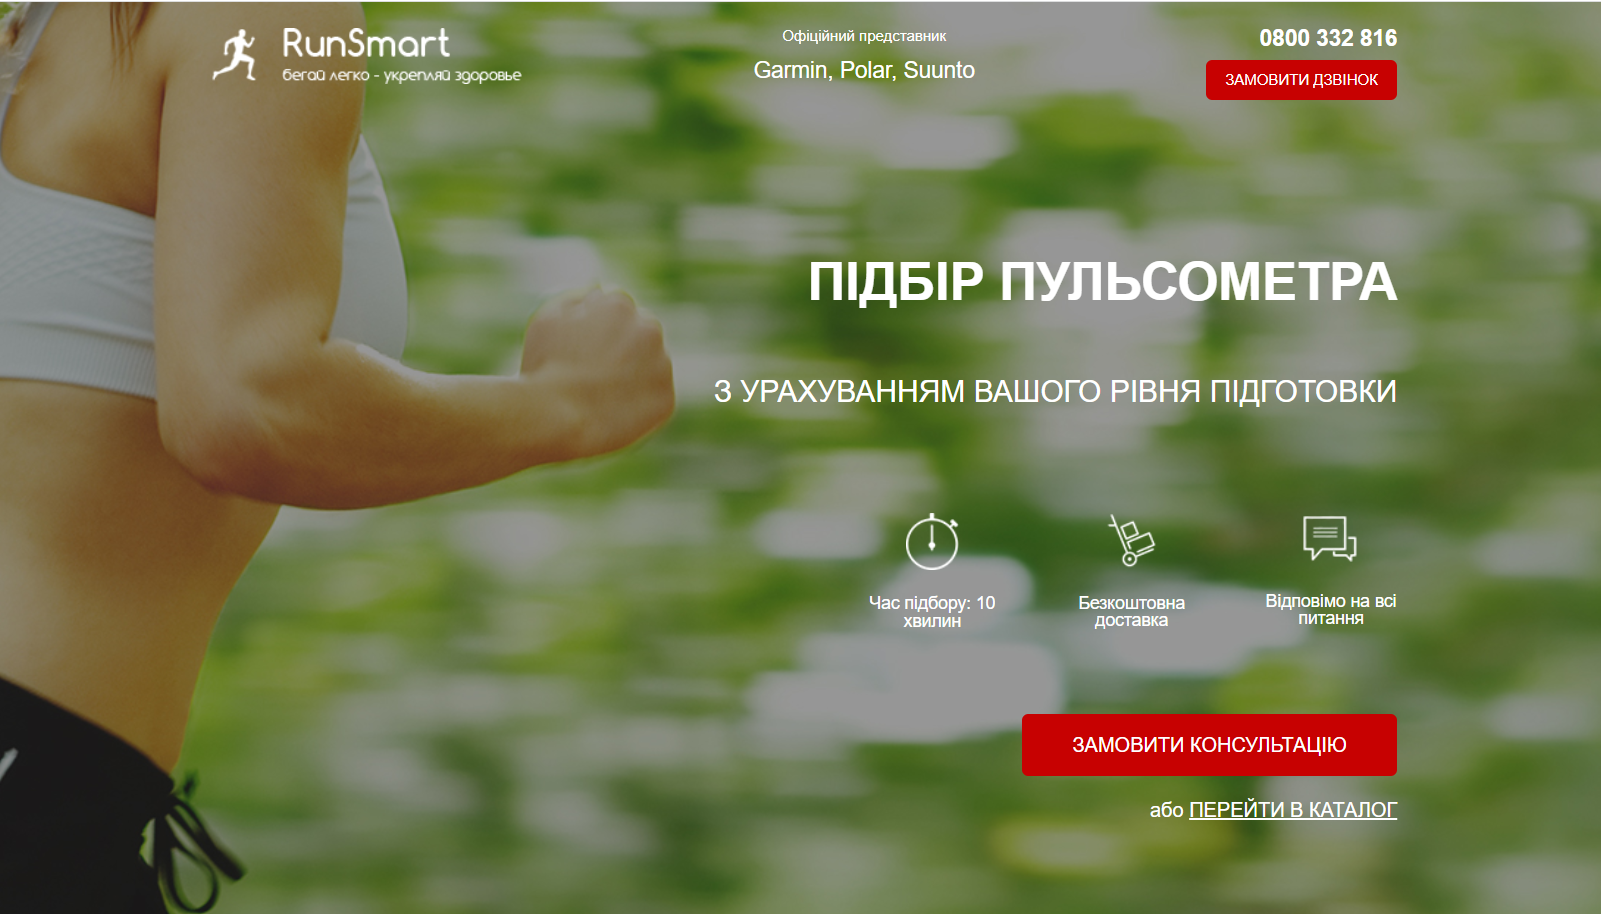 RunSmart
бегай легко - укрепляй здоровье
Офіційний представник
Garmin, Polar, Suunto
0800 332 816
ЗАМОВИТИ ДЗВІНОК
ПІДБІР ПУЛЬСОМЕТРА
З УРАХУВАННЯМ ВАШОГО РІВНЯ ПІДГОТОВКИ
Час підбору: 10
хвилин
Безкоштовна
доставка
Відповімо на всі
питання
ЗАМОВИТИ КОНСУЛЬТАЦІЮ
або ПЕРЕЙТИ В КАТАЛОГ